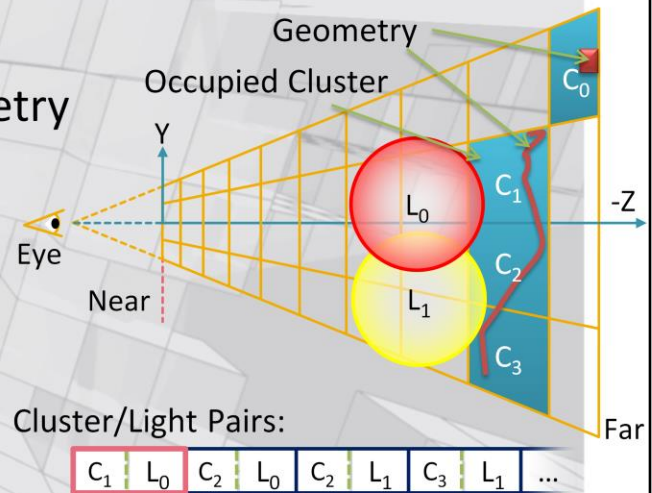 Geometry
Occupied Cluster
etry
Y
C₀
C₁
L₀
-Z
Eye
C₂
L₁
Near
C₃
Far
Cluster/Light Pairs:
C₁ L₀ C₂ L₀ C₂ L₁ C₃ L₁ ...